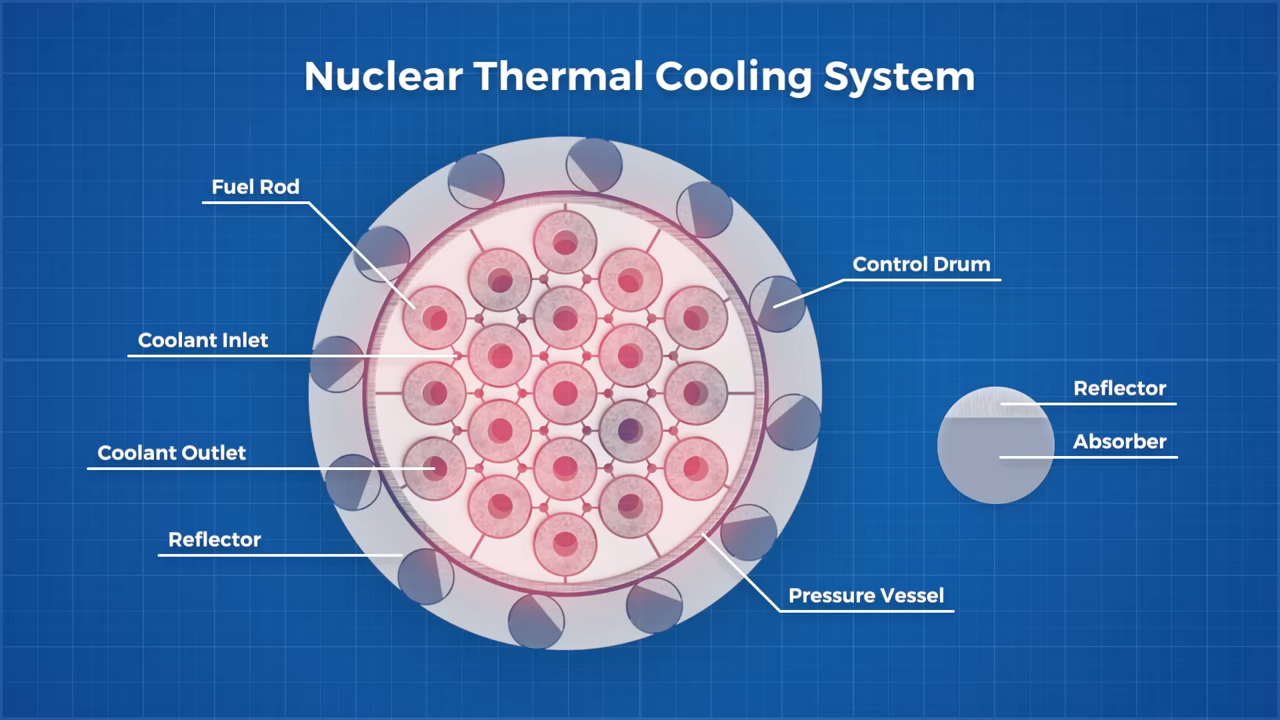 Nuclear Thermal Cooling System
Fuel Rod
Control Drum
Coolant Inlet
Reflector
Absorber
Coolant Outlet
Reflector
Pressure Vessel